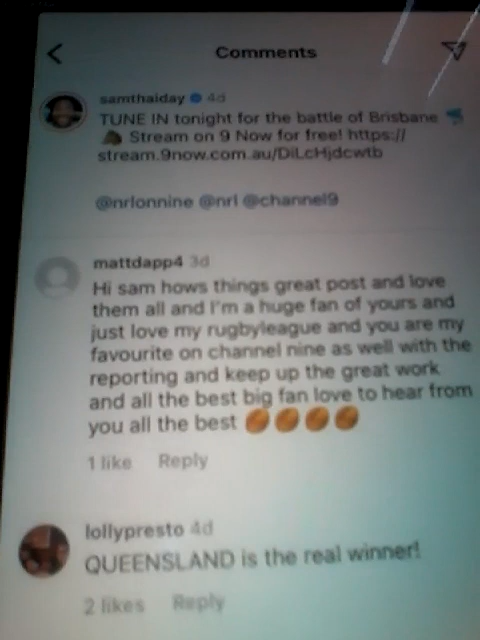 Comments
samthaiday 4d
TUNE IN tonight for the battle of Brisbane
Stream on 9 Now for free! https://
stream.9now.com.au/DiLcHjdcwtb
@nrlonnine @nrl @channel9
mattdapp4 3d
Hi sam hows things great post and love
them all and I'm a huge fan of yours and
just love my rugbyleague and you are my
favourite on channel nine as well with the
reporting and keep up the great work
and all the best big fan love to hear from
you all the best 🏉🏉🏉🏉
1 like Reply
lollypresto 4d
QUEENSLAND is the real winner!
2 likes Reply